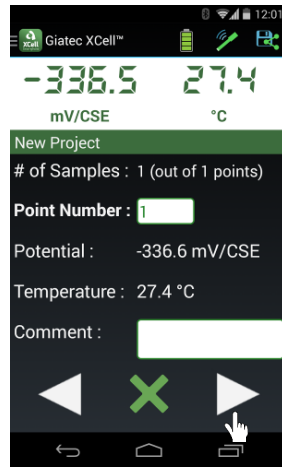 12:01
XCell
Giatec XCell™
-336.5 27.4
mV/CSE °C
New Project
# of Samples : 1 (out of 1 points)
Point Number : 1
Potential : -336.6 mV/CSE
Temperature : 27.4 °C
Comment :